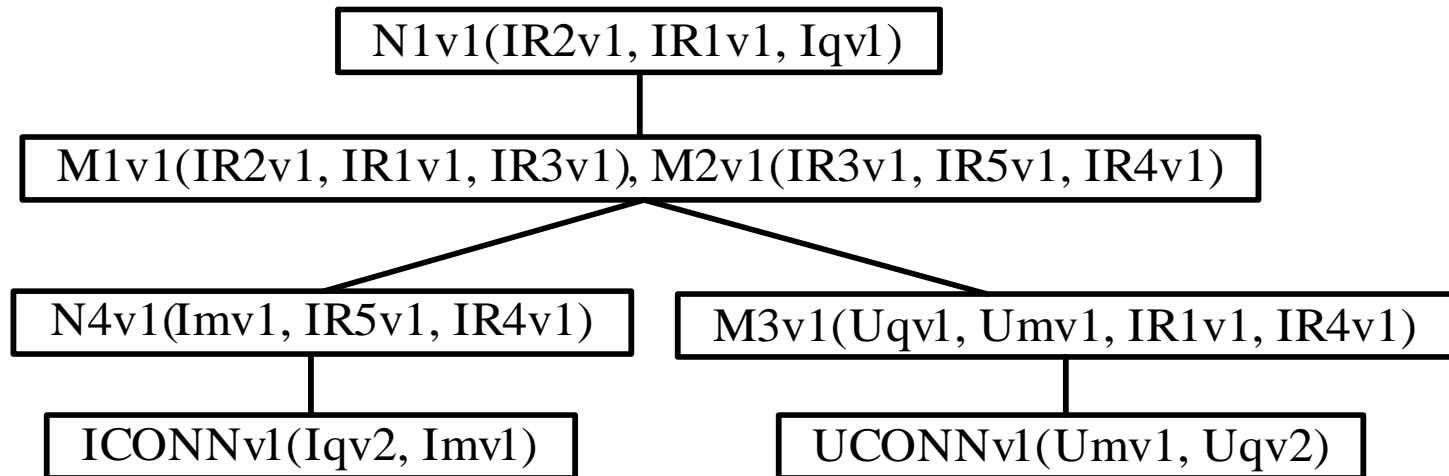 N1v1(IR2v1, IR1v1, Iqv1)
M1v1(IR2v1, IR1v1, IR3v1), M2v1(IR3v1, IR5v1, IR4v1)
N4v1(Imv1, IR5v1, IR4v1)
M3v1(Uqv1, Umv1, IR1v1, IR4v1)
ICONNv1(Iqv2, Imv1)
UCONNv1(Umv1, Uqv2)